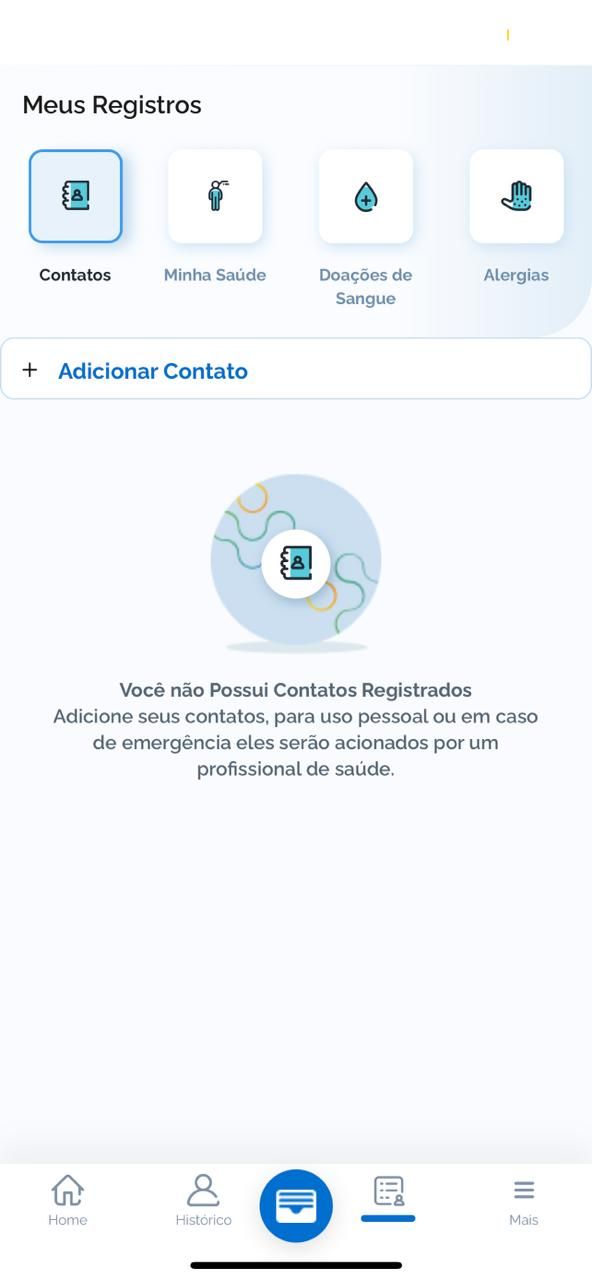 Meus Registros
Contatos
Minha Saúde
Doações de
Sangue
Alergias
+ Adicionar Contato
Você não Possui Contatos Registrados
Adicione seus contatos, para uso pessoal ou em caso
de emergência eles serão acionados por um
profissional de saúde.
Home
Histórico
Mais